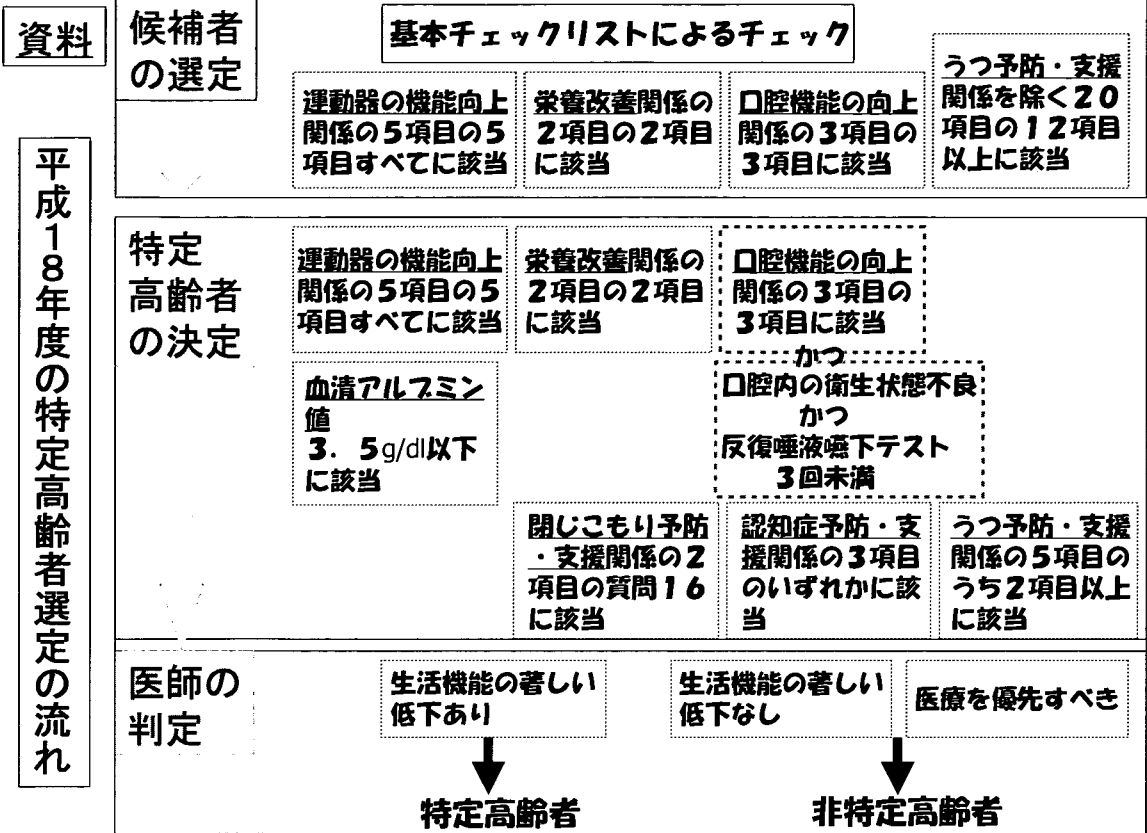 資料
平成18年度の特定高齢者選定の流れ
候補者
の選定
基本チェックリストによるチェック
運動器の機能向上
関係の5項目の5
項目すべてに該当
栄養改善関係の
2項目の2項目
に該当
口腔機能の向上
関係の3項目の
3項目に該当
うつ予防・支援
関係を除く20
項目の12項目
以上に該当
特定
高齢者
の決定
運動器の機能向上
関係の5項目の5
項目すべてに該当
栄養改善関係の
2項目の2項目
に該当
口腔機能の向上
関係の3項目の
3項目に該当
かつ
口腔内の衛生状態不良
かつ
反復唾液嚥下テスト
3回未満
血清アルブミン
値
3．5g/dl以下
に該当
閉じこもり予防
・支援関係の2
項目の質問16
に該当
認知症予防・支
援関係の3項目
のいずれかに該
当
うつ予防・支援
関係の5項目の
うち2項目以上
に該当
医師の
判定
生活機能の著しい
低下あり
生活機能の著しい
低下なし
医療を優先すべき
特定高齢者
非特定高齢者